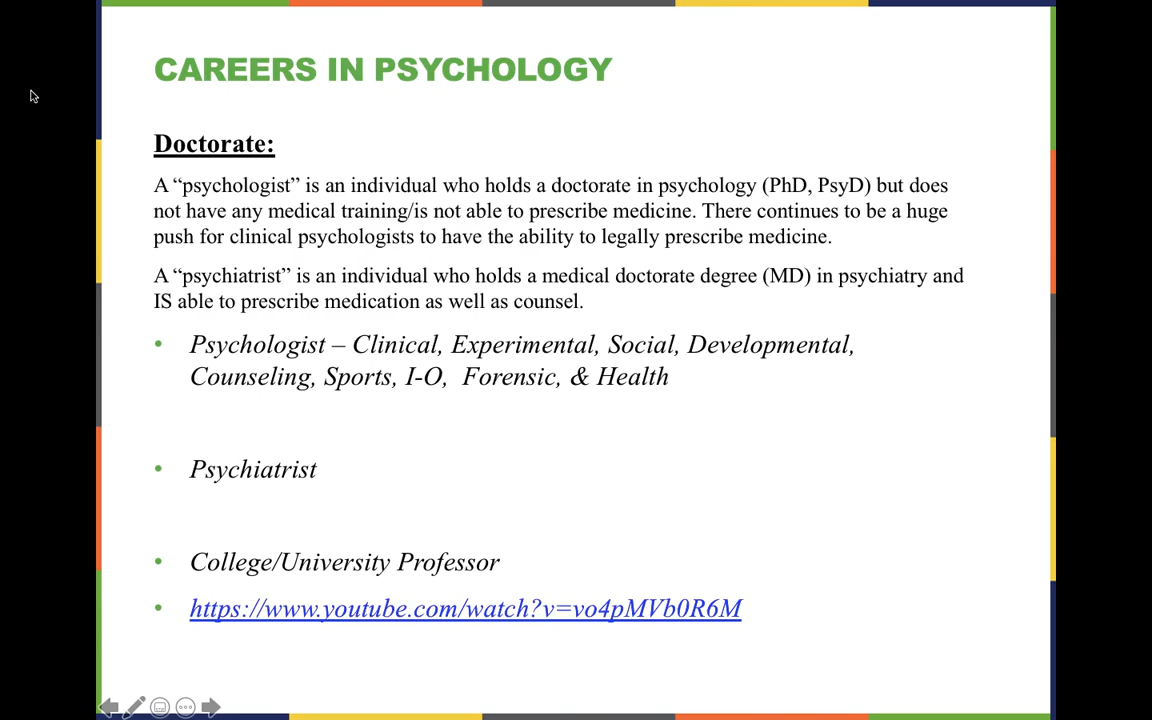 CAREERS IN PSYCHOLOGY
Doctorate:
A “psychologist” is an individual who holds a doctorate in psychology (PhD, PsyD) but does
not have any medical training/is not able to prescribe medicine. There continues to be a huge
push for clinical psychologists to have the ability to legally prescribe medicine.
A “psychiatrist” is an individual who holds a medical doctorate degree (MD) in psychiatry and
IS able to prescribe medication as well as counsel.
• Psychologist – Clinical, Experimental, Social, Developmental,
Counseling, Sports, I-O, Forensic, & Health
• Psychiatrist
• College/University Professor
• https://www.youtube.com/watch?v=vo4pMVb0R6M